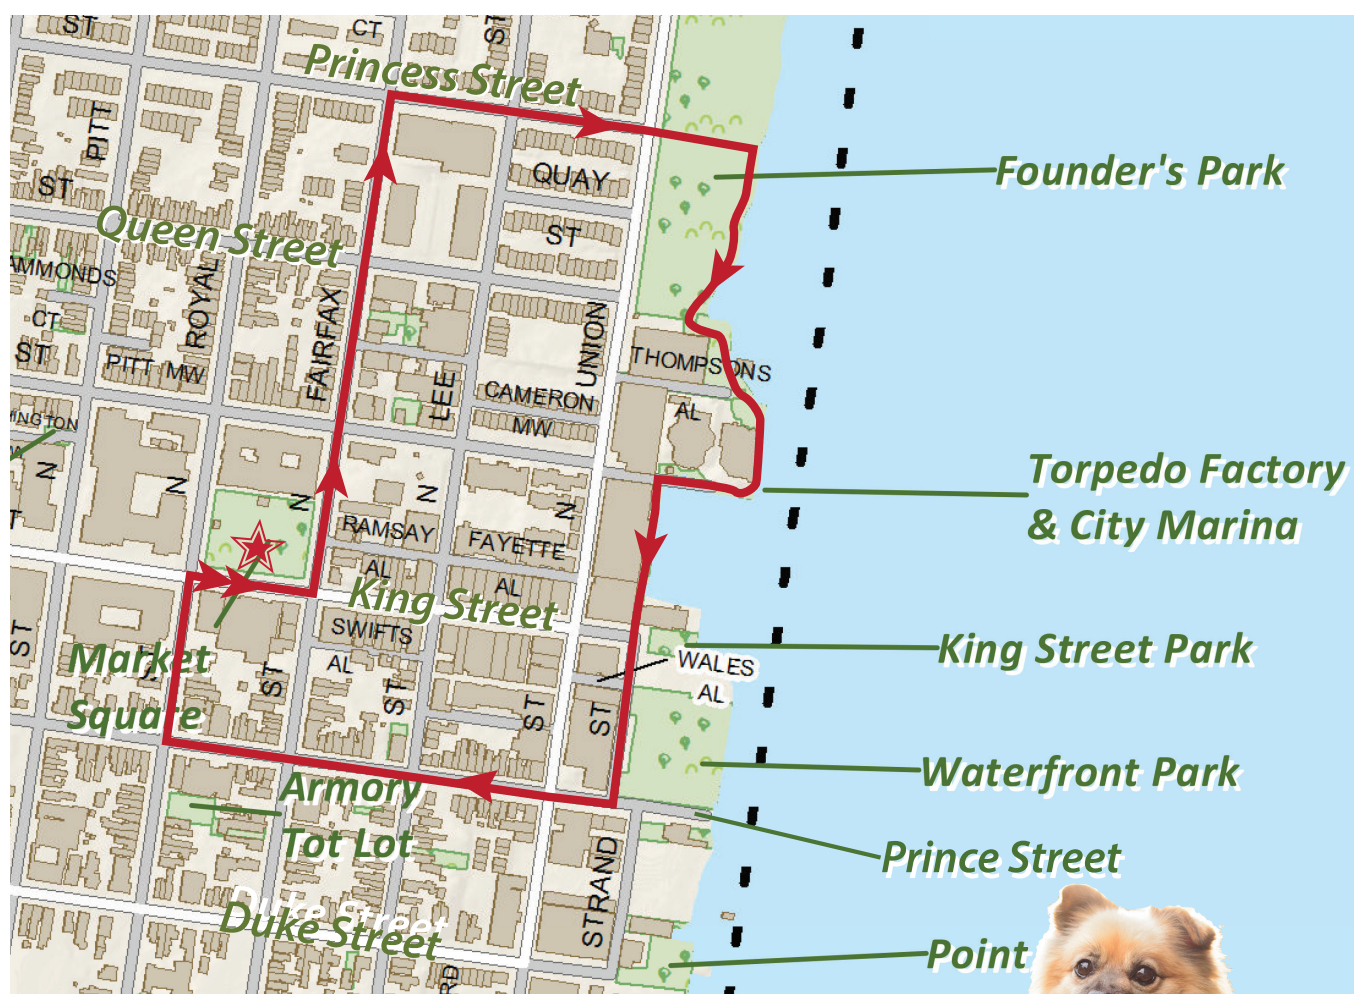 ST
CT
ST
Princess Street
PITT
QUAY
Founder's Park
ST
Queen Street
ST
AMMONDS
ROYAL
CT
FAIRFAX
UNION
THOMPSONS
ST
PITT MW
LEE
CAMERON
AL
MW
N
N
N
N
N
Torpedo Factory
& City Marina
RAMSAY
FAYETTE
AL
AL
King Street
SWIFTS
ST
Market
Square
ST
AL
ST
King Street Park
WALES
AL
ST
ST
Waterfront Park
Armory
Tot Lot
Prince Street
STRAND
Duke Street
Point
RD